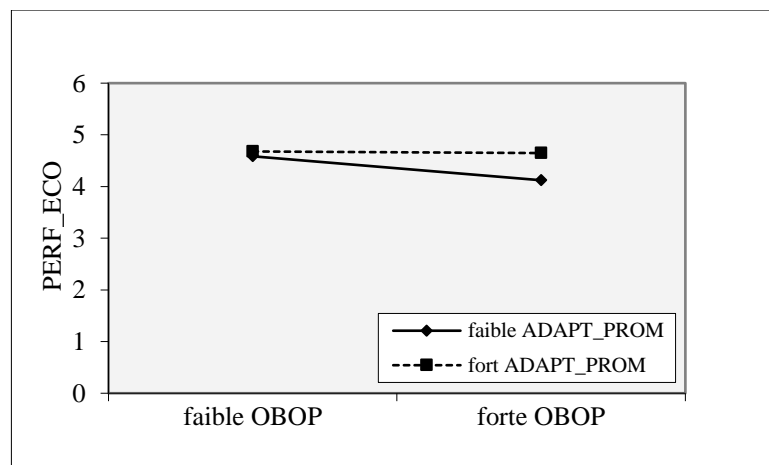 6
5
4
3
2
1
0
PERF_ECO
faible ADAPT_PROM
fort ADAPT_PROM
faible OBOP
forte OBOP